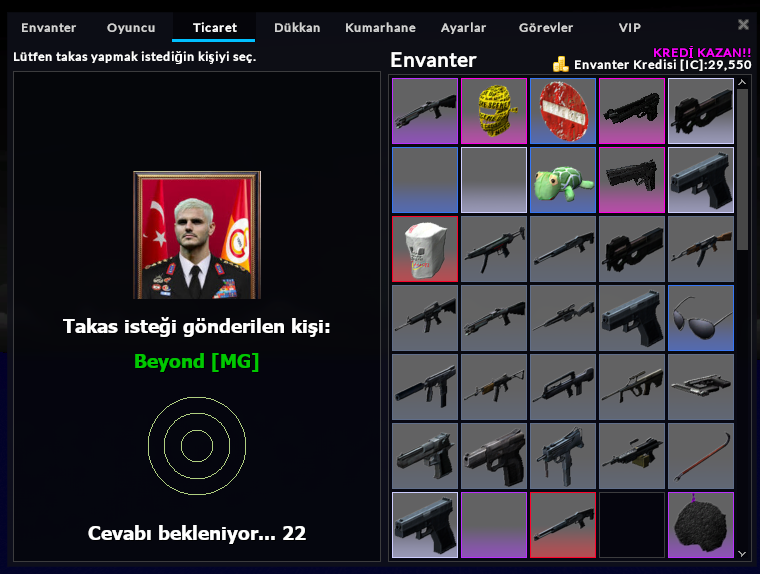 Envanter Oyuncu Ticaret Dükkan Kumarhane Ayarlar Görevler VIP
Lütfen takas yapmak istediğin kişiyi seç.
Envanter
KREDİ KAZAN!!
Envanter Kredisi [IC]:29,550
Takas isteği gönderilen kişi:
Beyond [MG]
Cevabı bekleniyor... 22